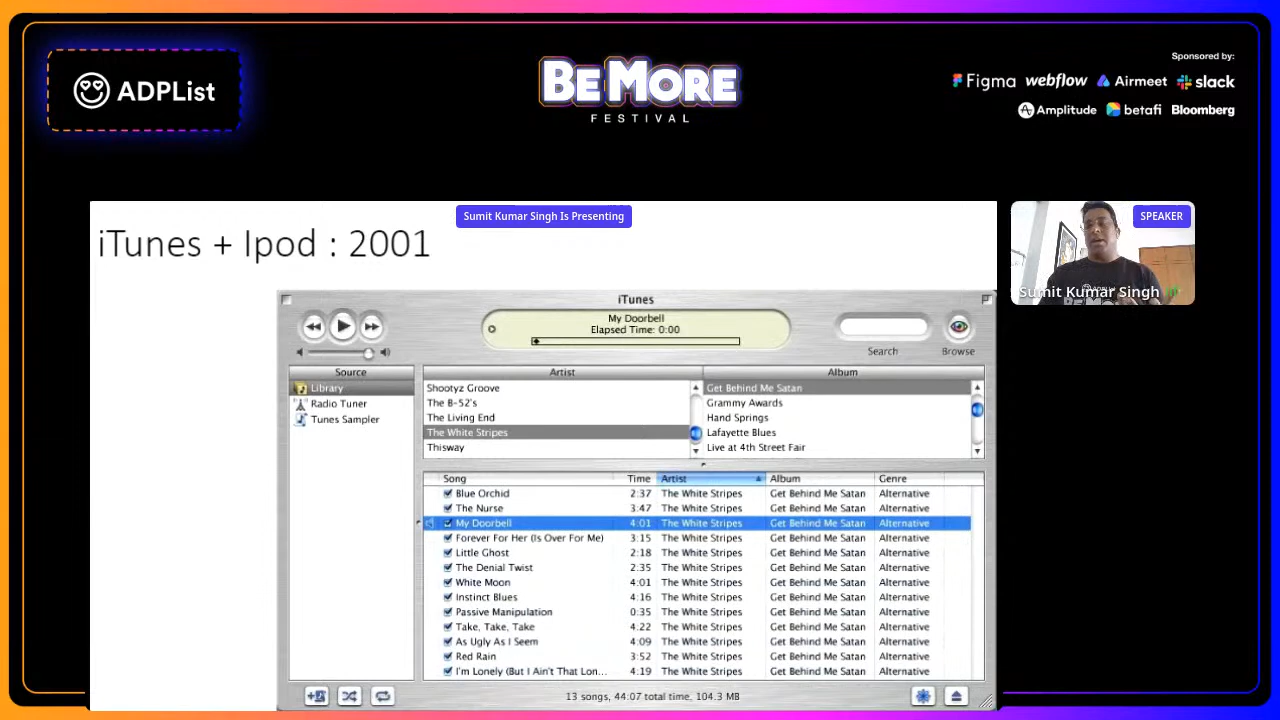 ADPList
BE MORE
FESTIVAL
Sponsored by:
Figma webflow Airmeet slack
Amplitude betafi Bloomberg
Sumit Kumar Singh Is Presenting
SPEAKER
Sumit Kumar Singh
iTunes + Ipod : 2001
iTunes
My Doorbell
Elapsed Time: 0:00
Search
Browse
Source
Library
Radio Tuner
Tunes Sampler
Artist Album
Shootyz Groove Get Behind Me Satan
The B-52's Grammy Awards
The Living End Hand Springs
The White Stripes Lafayette Blues
Thisway Live at 4th Street Fair
Song Time Artist Album Genre
Blue Orchid 2:37 The White Stripes Get Behind Me Satan Alternative
The Nurse 3:47 The White Stripes Get Behind Me Satan Alternative
My Doorbell 4:01 The White Stripes Get Behind Me Satan Alternative
Forever For Her (Is Over For Me) 3:15 The White Stripes Get Behind Me Satan Alternative
Little Ghost 2:18 The White Stripes Get Behind Me Satan Alternative
The Denial Twist 2:35 The White Stripes Get Behind Me Satan Alternative
White Moon 4:01 The White Stripes Get Behind Me Satan Alternative
Instinct Blues 4:16 The White Stripes Get Behind Me Satan Alternative
Passive Manipulation 0:35 The White Stripes Get Behind Me Satan Alternative
Take, Take, Take 4:22 The White Stripes Get Behind Me Satan Alternative
As Ugly As I Seem 4:09 The White Stripes Get Behind Me Satan Alternative
Red Rain 3:52 The White Stripes Get Behind Me Satan Alternative
I'm Lonely (But I Ain't That Lon... 4:19 The White Stripes Get Behind Me Satan Alternative
13 songs, 44:07 total time, 104.3 MB